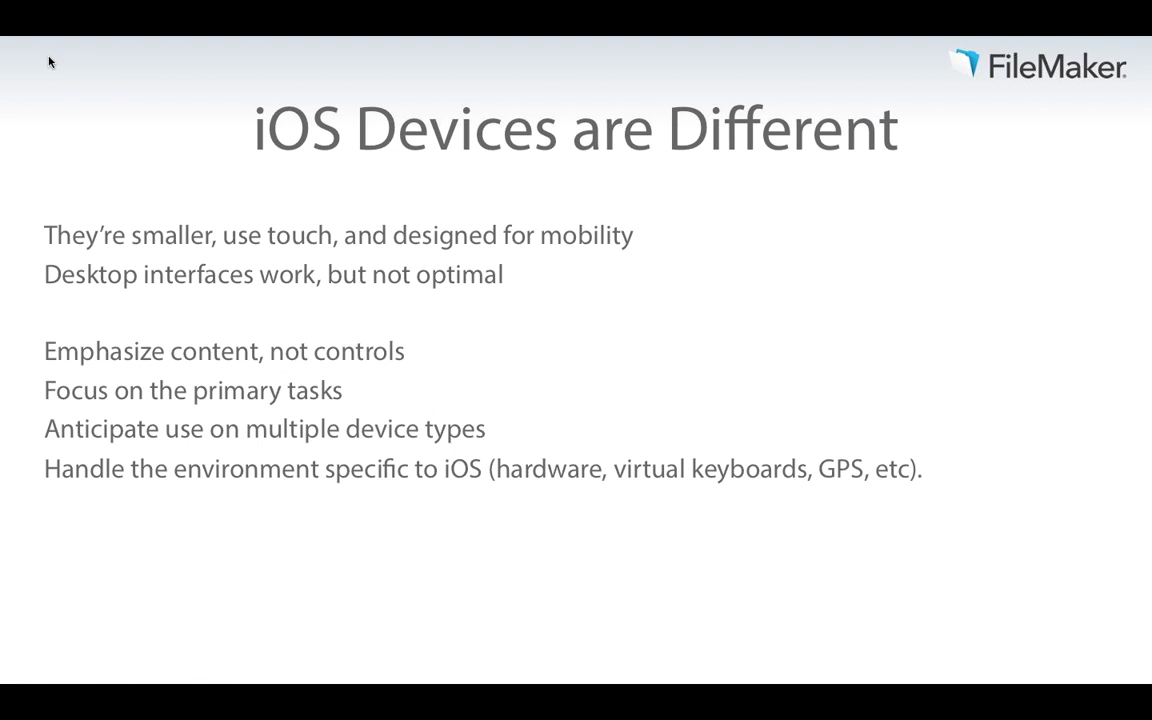 FileMaker.
iOS Devices are Different
They’re smaller, use touch, and designed for mobility
Desktop interfaces work, but not optimal
Emphasize content, not controls
Focus on the primary tasks
Anticipate use on multiple device types
Handle the environment specific to iOS (hardware, virtual keyboards, GPS, etc).